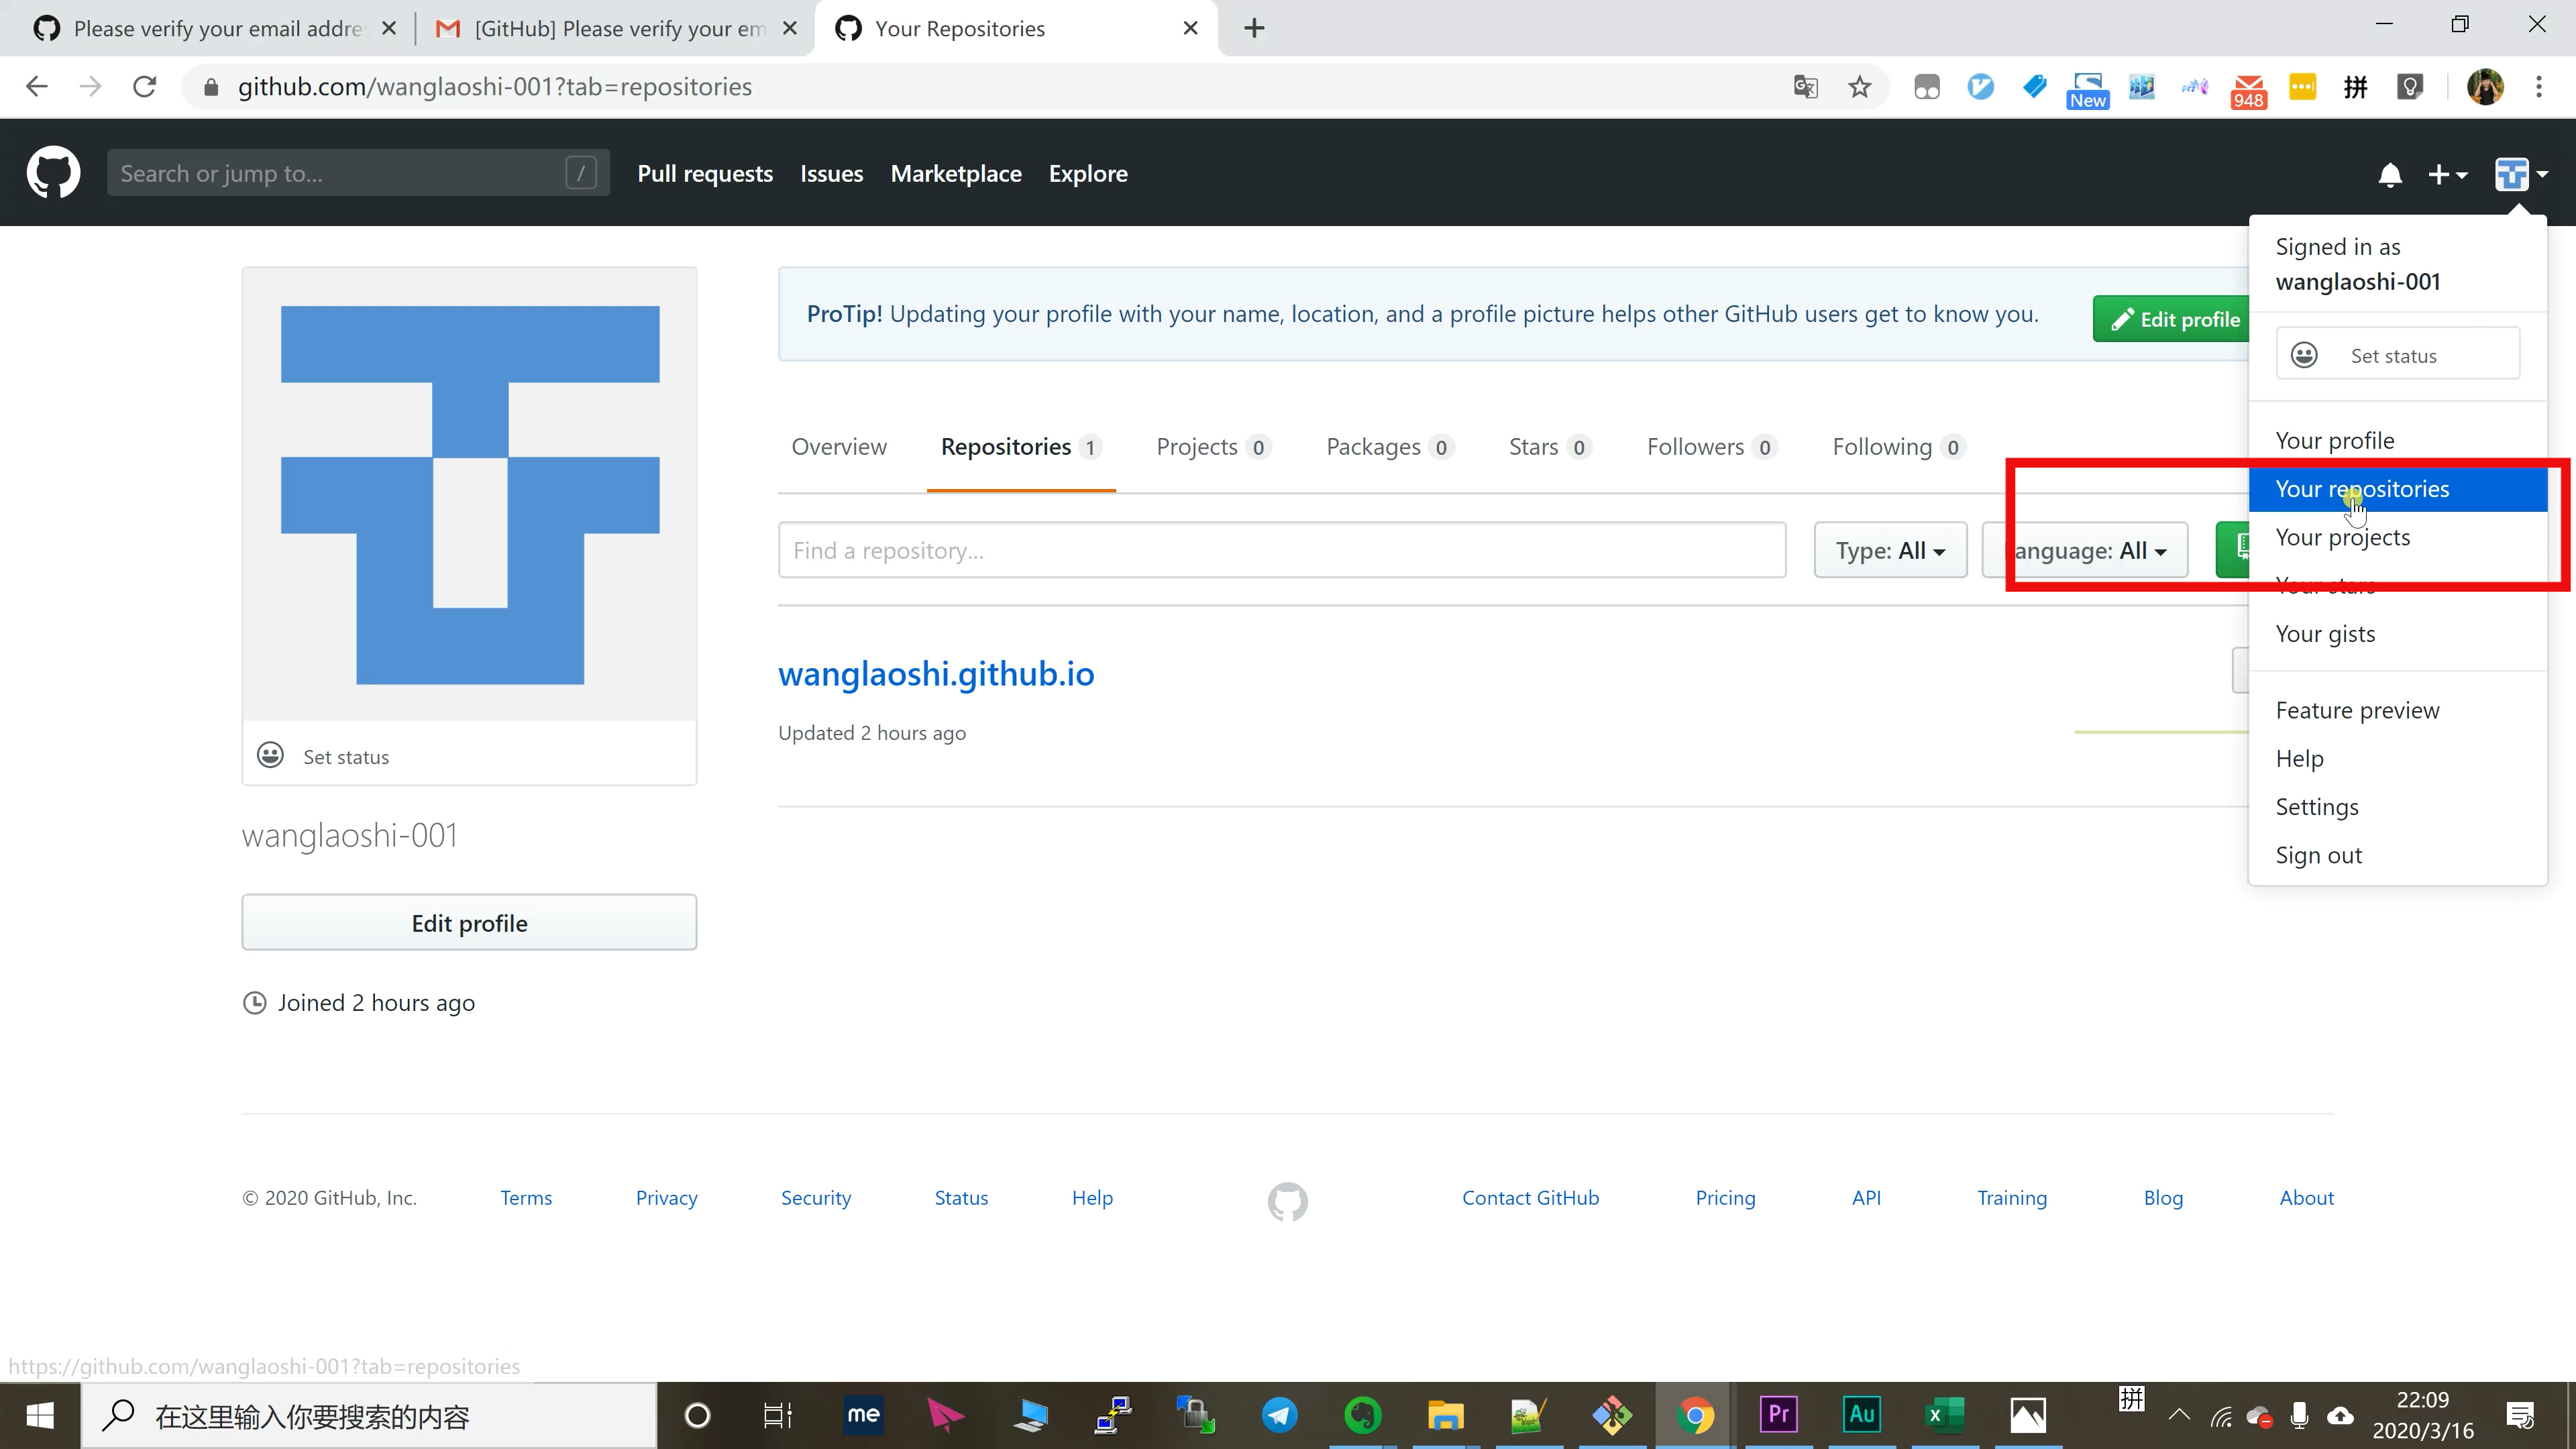 Please verify your email addre
[GitHub] Please verify your em
Your Repositories
github.com/wanglaoshi-001?tab=repositories
New
948
拼
Search or jump to...
/
Pull requests
Issues
Marketplace
Explore
Signed in as
wanglaoshi-001
Set status
Your profile
Your repositories
Your projects
Your stars
Your gists
Feature preview
Help
Settings
Sign out
ProTip! Updating your profile with your name, location, and a profile picture helps other GitHub users get to know you.
Edit profile
Overview
Repositories 1
Projects 0
Packages 0
Stars 0
Followers 0
Following 0
Find a repository...
Type: All
anguage: All
wanglaoshi.github.io
Updated 2 hours ago
Set status
wanglaoshi-001
Edit profile
Joined 2 hours ago
© 2020 GitHub, Inc.
Terms
Privacy
Security
Status
Help
Contact GitHub
Pricing
API
Training
Blog
About
https://github.com/wanglaoshi-001?tab=repositories
在这里输入你要搜索的内容
me
Pr
Au
X
拼
22:09
2020/3/16